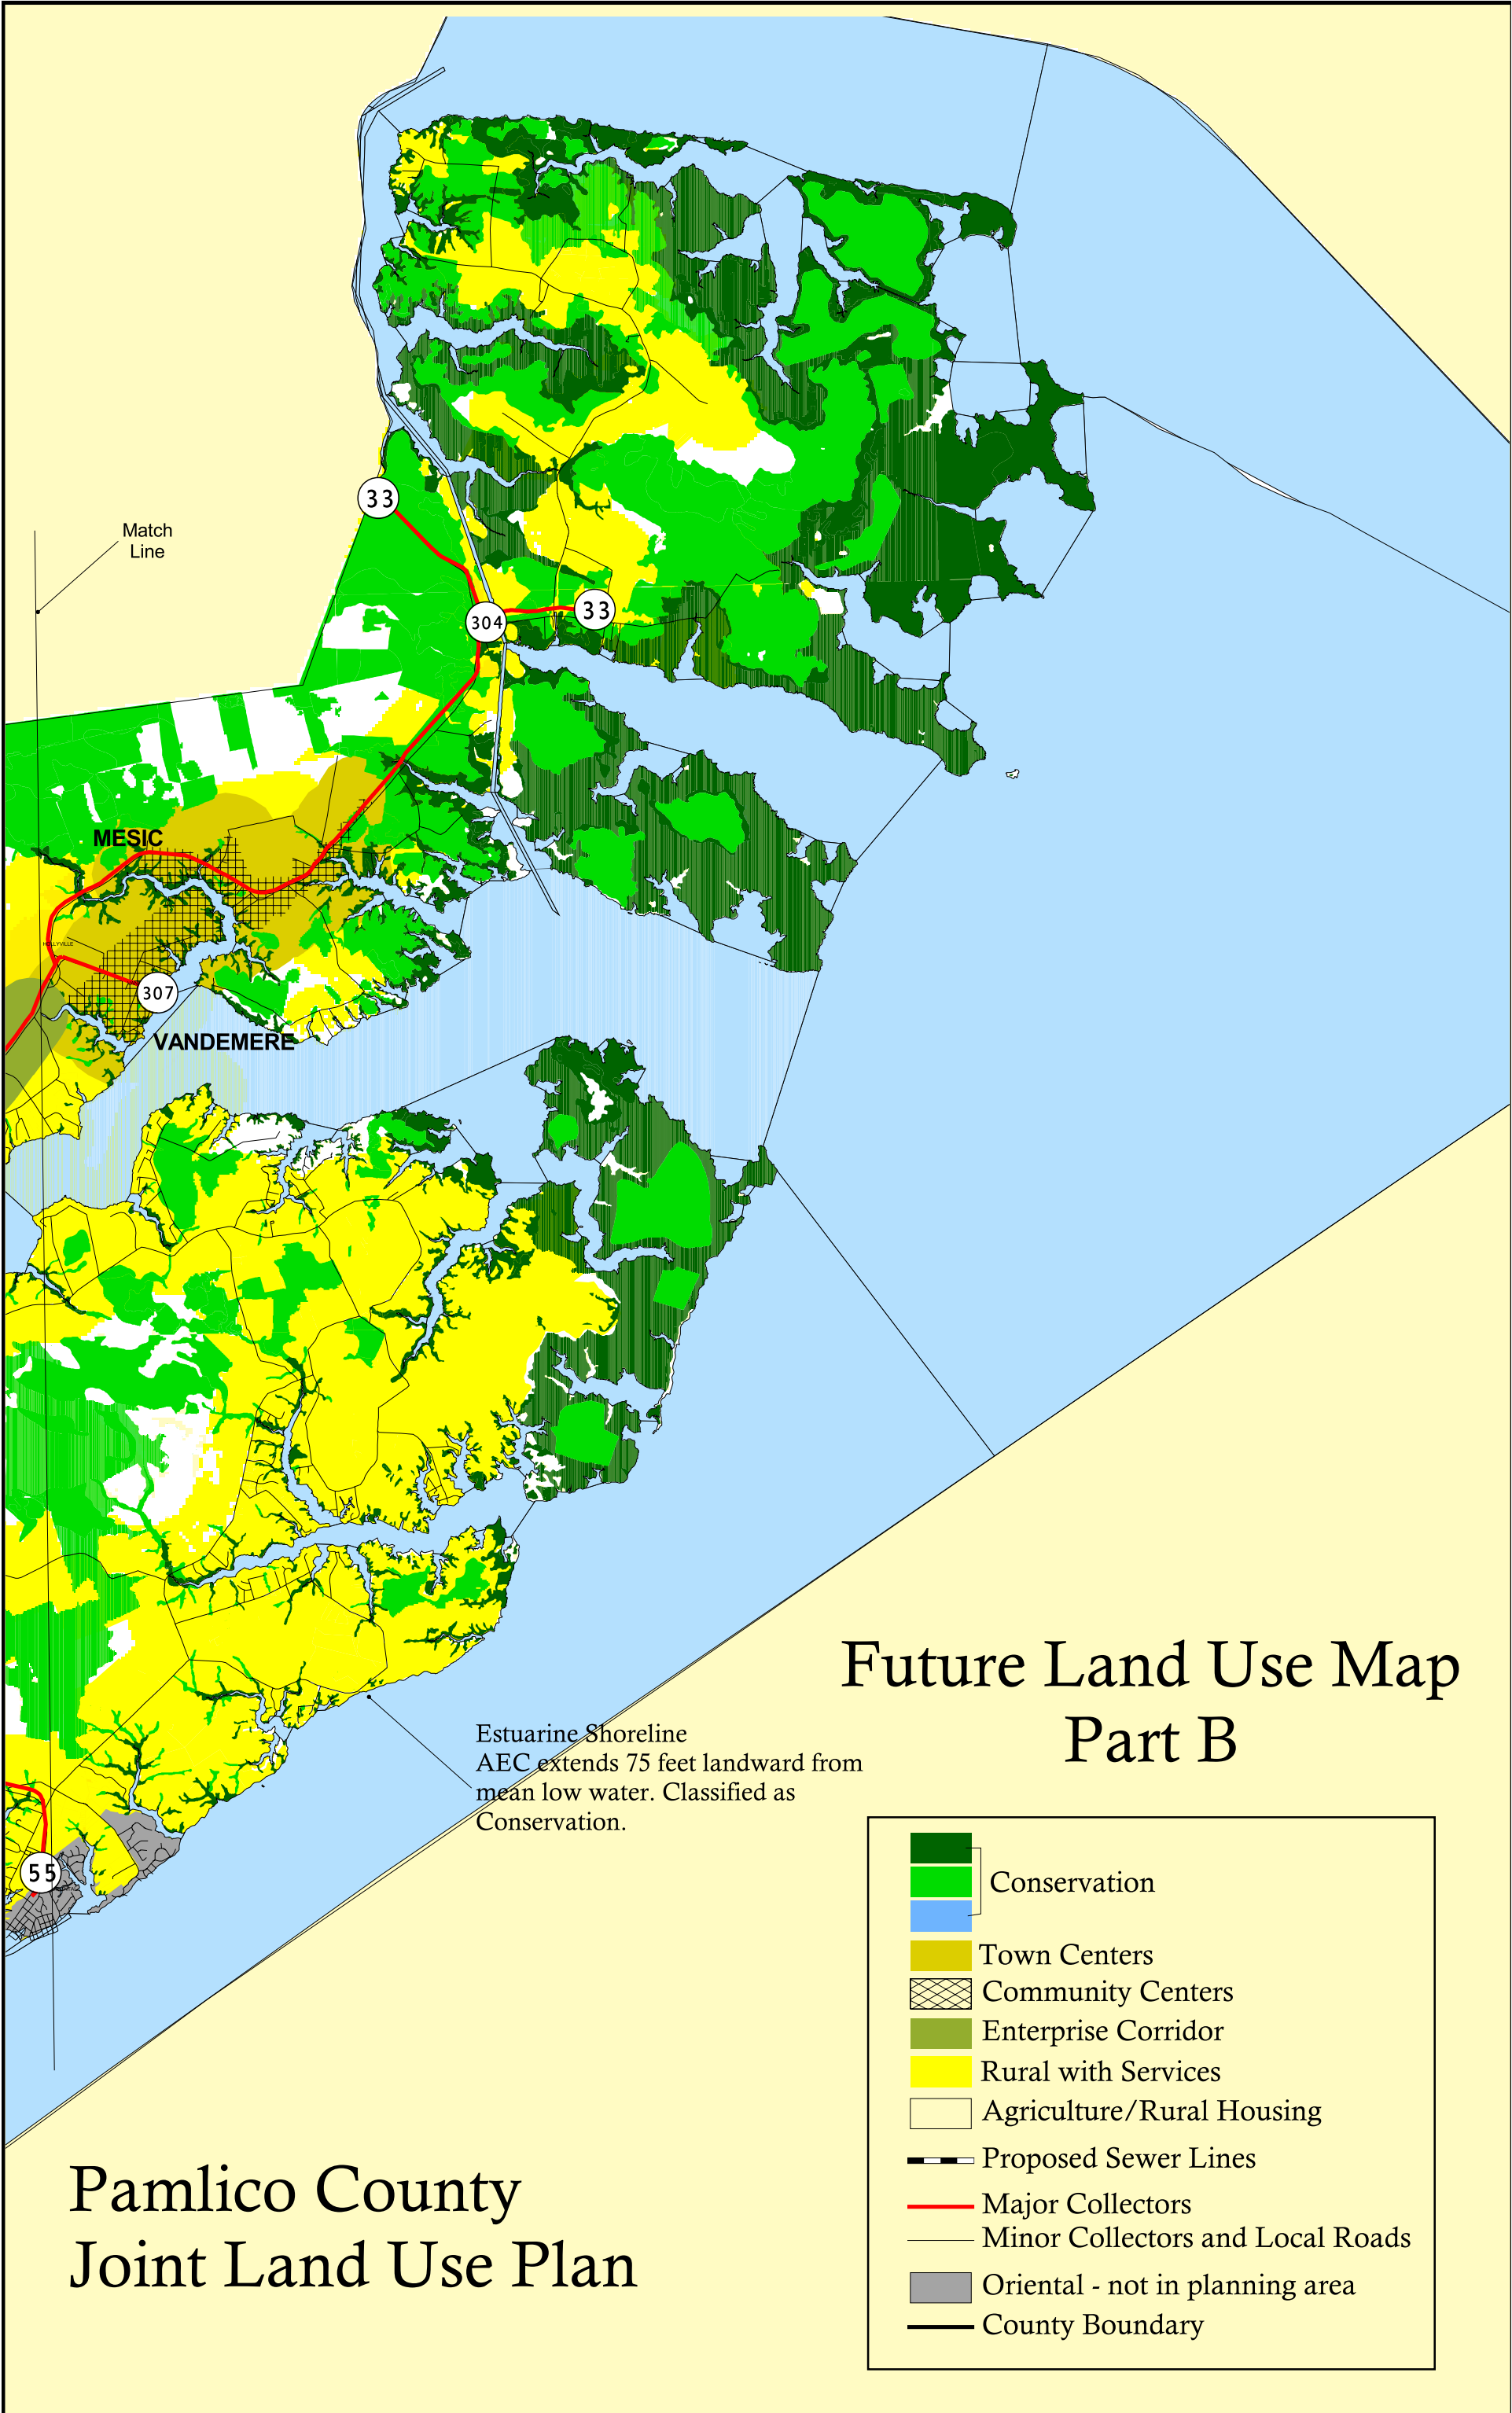 33
Match
Line
304
33
MESIC
HOLLYVILLE
307
VANDEMERE
Estuarine Shoreline
AEC extends 75 feet landward from
mean low water. Classified as
Conservation.
55
Future Land Use Map
Part B
Conservation
Town Centers
Community Centers
Enterprise Corridor
Rural with Services
Agriculture/Rural Housing
Proposed Sewer Lines
Major Collectors
Minor Collectors and Local Roads
Oriental - not in planning area
County Boundary
Pamlico County
Joint Land Use Plan